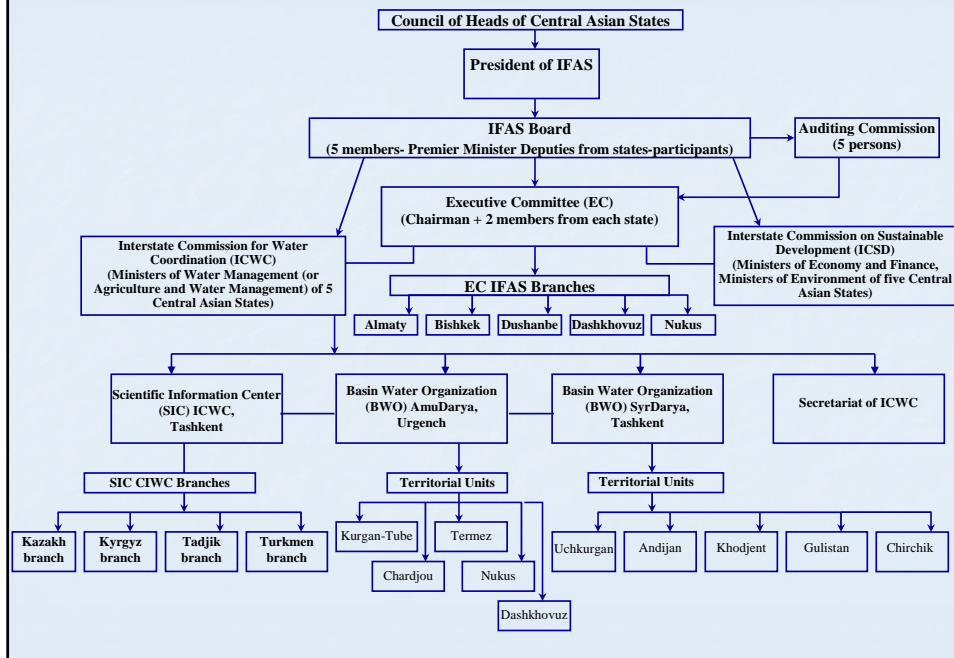 Council of Heads of Central Asian States
President of IFAS
IFAS Board
(5 members- Premier Minister Deputies from states-participants)
Auditing Commission
(5 persons)
Executive Committee (EC)
(Chairman + 2 members from each state)
Interstate Commission for Water
Coordination (ICWC)
(Ministers of Water Management (or
Agriculture and Water Management) of 5
Central Asian States)
Interstate Commission on Sustainable
Development (ICSD)
(Ministers of Economy and Finance,
Ministers of Environment of five Central
Asian States)
EC IFAS Branches
Almaty
Bishkek
Dushanbe
Dashkhovuz
Nukus
Scientific Information Center
(SIC) ICWC,
Tashkent
Basin Water Organization
(BWO) AmuDarya,
Urgench
Basin Water Organization
(BWO) SyrDarya,
Tashkent
Secretariat of ICWC
SIC CIWC Branches
Territorial Units
Territorial Units
Kazakh
branch
Kyrgyz
branch
Tadjik
branch
Turkmen
branch
Kurgan-Tube
Termez
Chardjou
Nukus
Dashkhovuz
Uchkurgan
Andijan
Khodjent
Gulistan
Chirchik